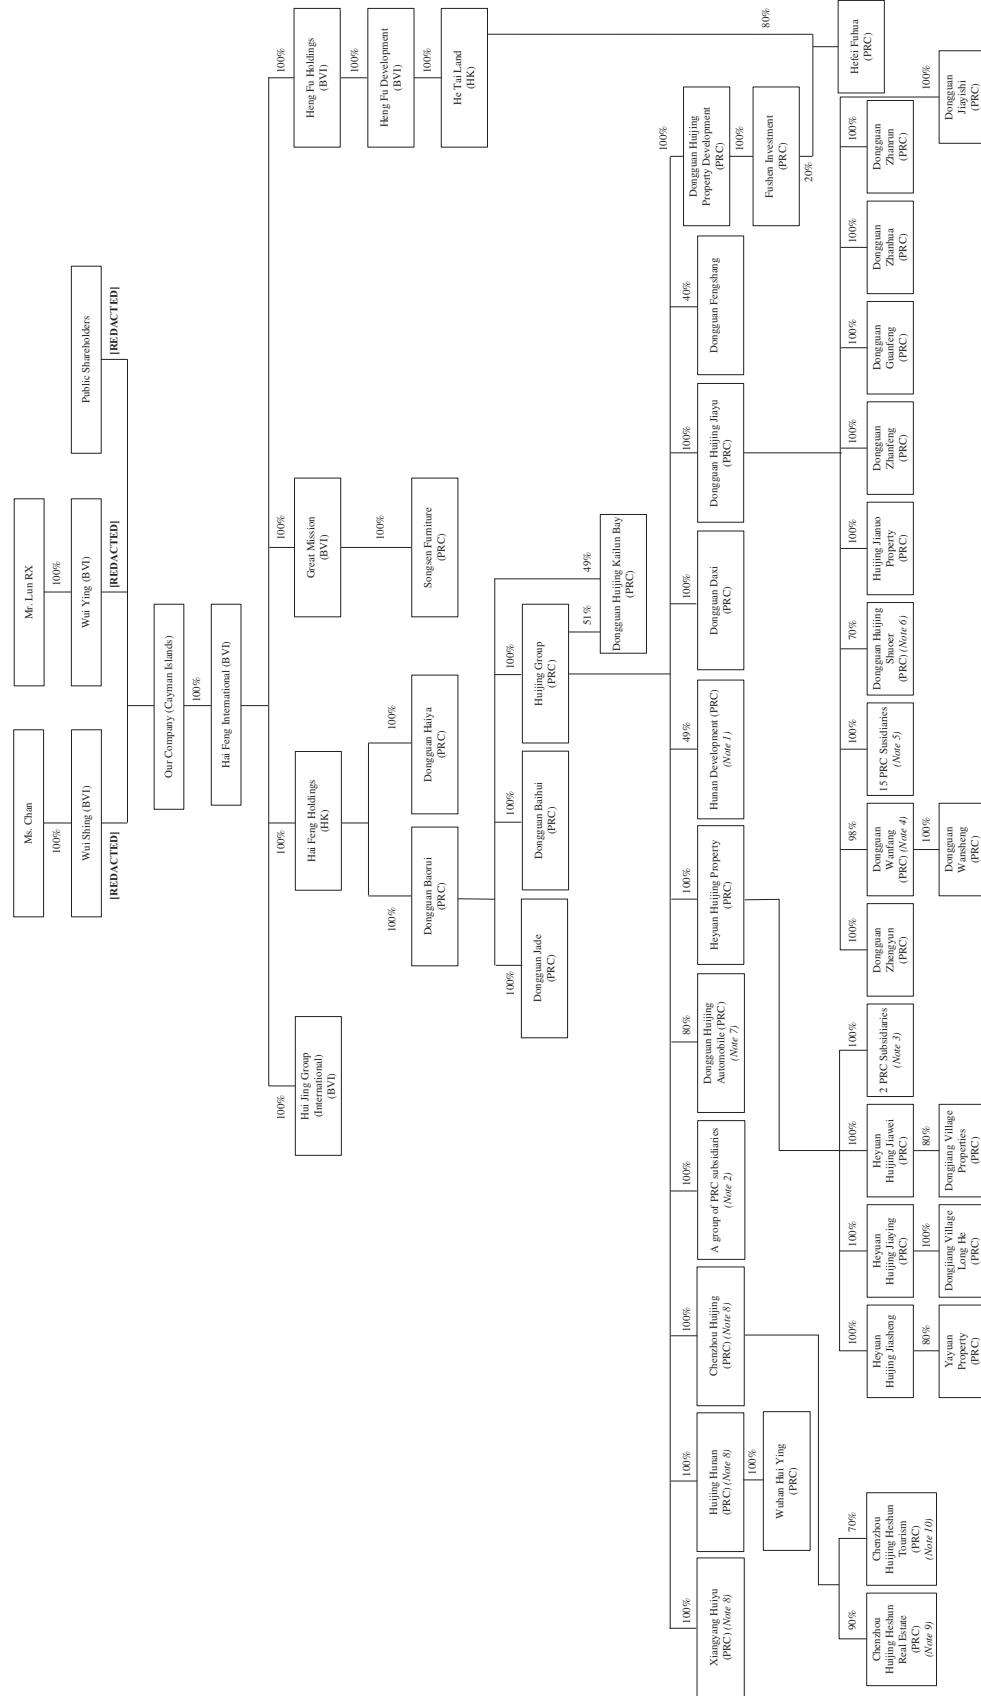 Ms. Chan
Mr. Lun RX
100%
100%
Wui Shing (BVI)
Wui Ying (BVI)
Public Shareholders
[REDACTED]
[REDACTED]
[REDACTED]
Our Company (Cayman Islands)
100%
Hai Feng International (BVI)
100%
100%
100%
100%
Hui Jing Group
(International)
(BVI)
Hai Feng Holdings
(HK)
Great Mission
(BVI)
Heng Fu Holdings
(BVI)
100%
Heng Fu Development
(BVI)
100%
100%
100%
100%
Dongguan Baorui
(PRC)
Dongguan Haiya
(PRC)
Songsen Furniture
(PRC)
He Tai Land
(HK)
100%
100%
100%
Dongguan Jade
(PRC)
Dongguan Baihui
(PRC)
Huijing Group
(PRC)
51%
49%
Dongguan Huijing Kailun Bay
(PRC)
100%
100%
100%
100%
80%
100%
49%
100%
100%
40%
100%
80%
Xiangyang Huiyu
(PRC) (Note 8)
Huijing Hunan
(PRC) (Note 8)
Chenzhou Huijing
(PRC) (Note 8)
A group of PRC subsidiaries
(Note 2)
Dongguan Huijing
Automobile (PRC)
(Note 7)
Heyuan Huijing Property
(PRC)
Hunan Development (PRC)
(Note 1)
Dongguan Daxi
(PRC)
Dongguan Huijing Jiayu
(PRC)
Dongguan Fengshang
Dongguan Huijing
Property Development
(PRC)
100%
100%
Wuhan Hui Ying
(PRC)
Fushen Investment
(PRC)
20%
Hefei Fuhua
(PRC)
90%
70%
100%
100%
100%
100%
100%
98%
100%
70%
100%
100%
100%
100%
100%
100%
Chenzhou
Huijing Heshun
Real Estate
(PRC)
(Note 9)
Chenzhou
Huijing Heshun
Tourism
(PRC)
(Note 10)
Heyuan
Huijing Jiasheng
(PRC)
Heyuan
Huijing Jiaying
(PRC)
Heyuan
Huijing Jiawei
(PRC)
2 PRC Subsidiaries
(Note 3)
Dongguan
Zhengyun
(PRC)
Dongguan
Wanfang
(PRC) (Note 4)
15 PRC Susidiaries
(Note 5)
Dongguan Huijing
Shuoer
(PRC) (Note 6)
Huijing Jianuo
Property
(PRC)
Dongguan
Zhanfeng
(PRC)
Dongguan
Guanfeng
(PRC)
Dongguan
Zhanhua
(PRC)
Dongguan
Zhanrun
(PRC)
80%
100%
80%
100%
Yayuan
Property
(PRC)
Dongjiang Village
Long He
(PRC)
Dongjiang Village
Properties
(PRC)
Dongguan
Wansheng
(PRC)
Dongguan
Jiayishi
(PRC)